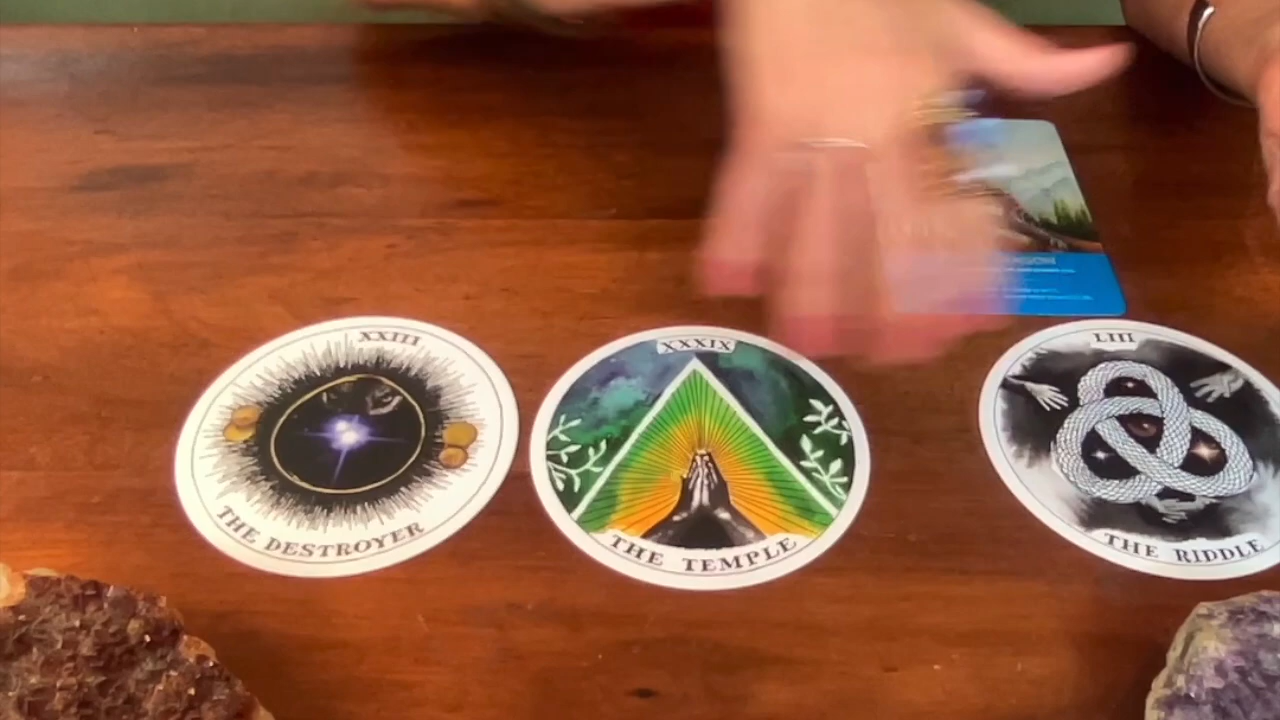 XXIII
THE DESTROYER
XXXIX
THE TEMPLE
LIII
THE RIDDLE